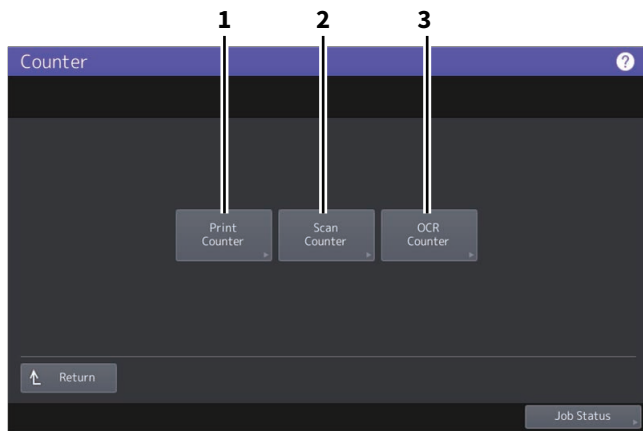 1 2 3
Counter ?
Print Counter
Scan Counter
OCR Counter
Return
Job Status